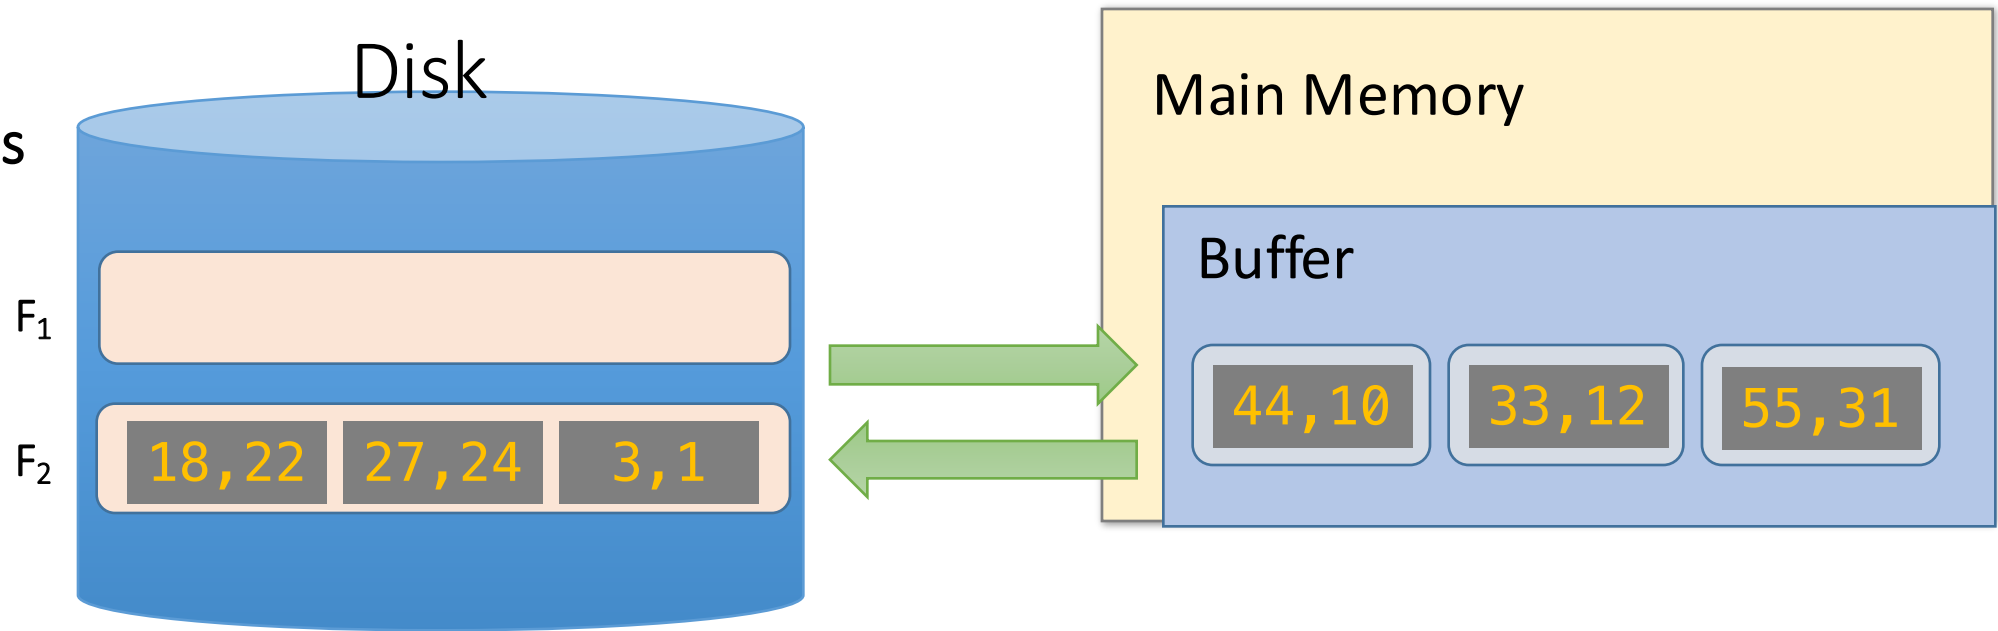 Disk
s
Main Memory
Buffer
F1
F2
18,22 27,24 3,1
44,10 33,12 55,31